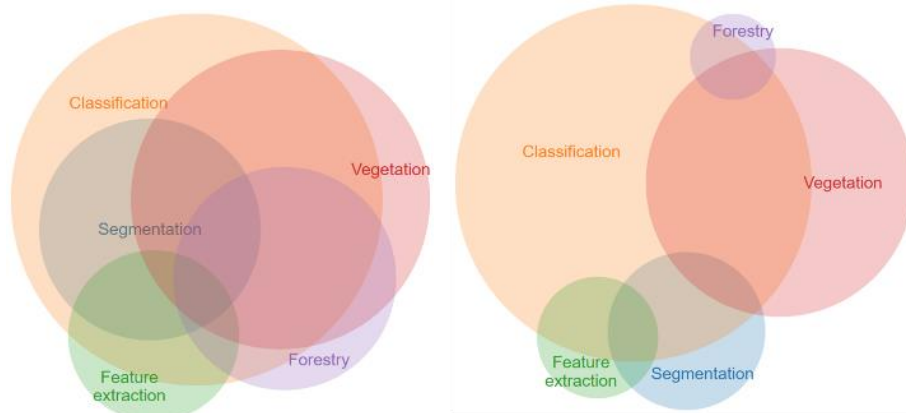 Classification
Vegetation
Segmentation
Forestry
Feature
extraction
Forestry
Classification
Vegetation
Feature
extraction
Segmentation